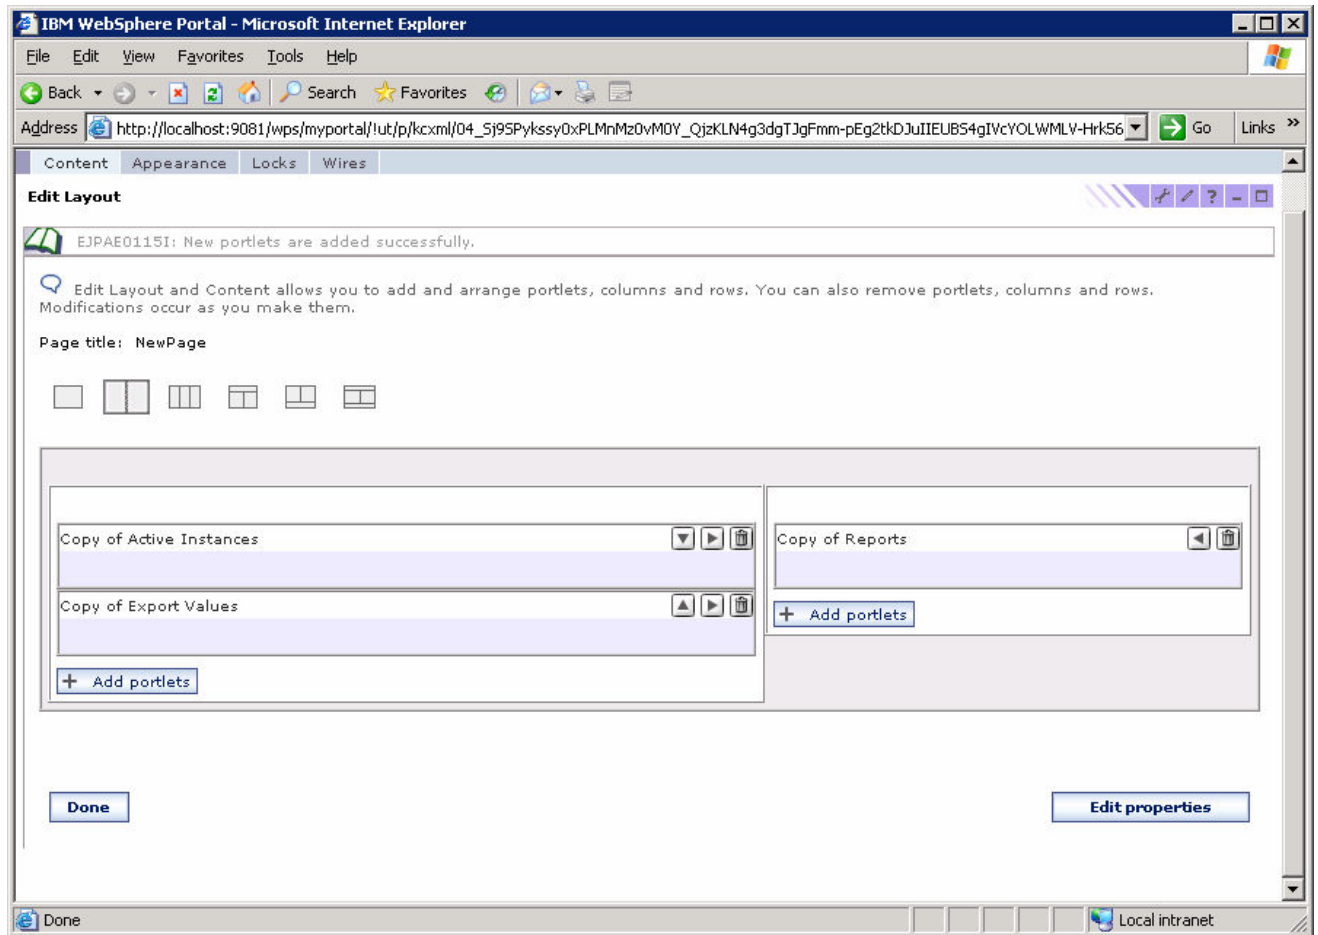 IBM WebSphere Portal - Microsoft Internet Explorer
File Edit View Favorites Tools Help
Back Search Favorites
Address http://localhost:9081/wps/myportal/!ut/p/kcxml/04_Sj9SPykssy0xPLMnMz0vM0Y_QjzKLN4g3dgTJgFmm-pEg2tkDJuIIEUBS4gIVcYOLWMLV-Hrk56 Go Links »
Content Appearance Locks Wires
Edit Layout
EJPAE0115I: New portlets are added successfully.
Edit Layout and Content allows you to add and arrange portlets, columns and rows. You can also remove portlets, columns and rows.
Modifications occur as you make them.
Page title: NewPage
Copy of Active Instances Copy of Reports
Copy of Export Values
+ Add portlets
+ Add portlets
Done Edit properties
Done Local intranet